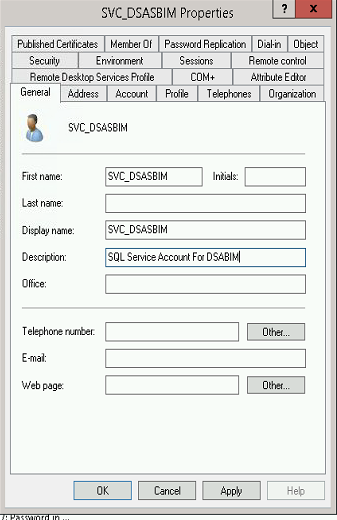 SVC_DSASBIM Properties
? X
Published Certificates Member Of Password Replication Dial-in Object
Security Environment Sessions Remote control
Remote Desktop Services Profile COM+ Attribute Editor
General Address Account Profile Telephones Organization
SVC_DSASBIM
First name: SVC_DSASBIM Initials:
Last name:
Display name: SVC_DSASBIM
Description: SQL Service Account For DSABIM
Office:
Telephone number: Other...
E-mail:
Web page: Other...
OK Cancel Apply Help
Password in ...